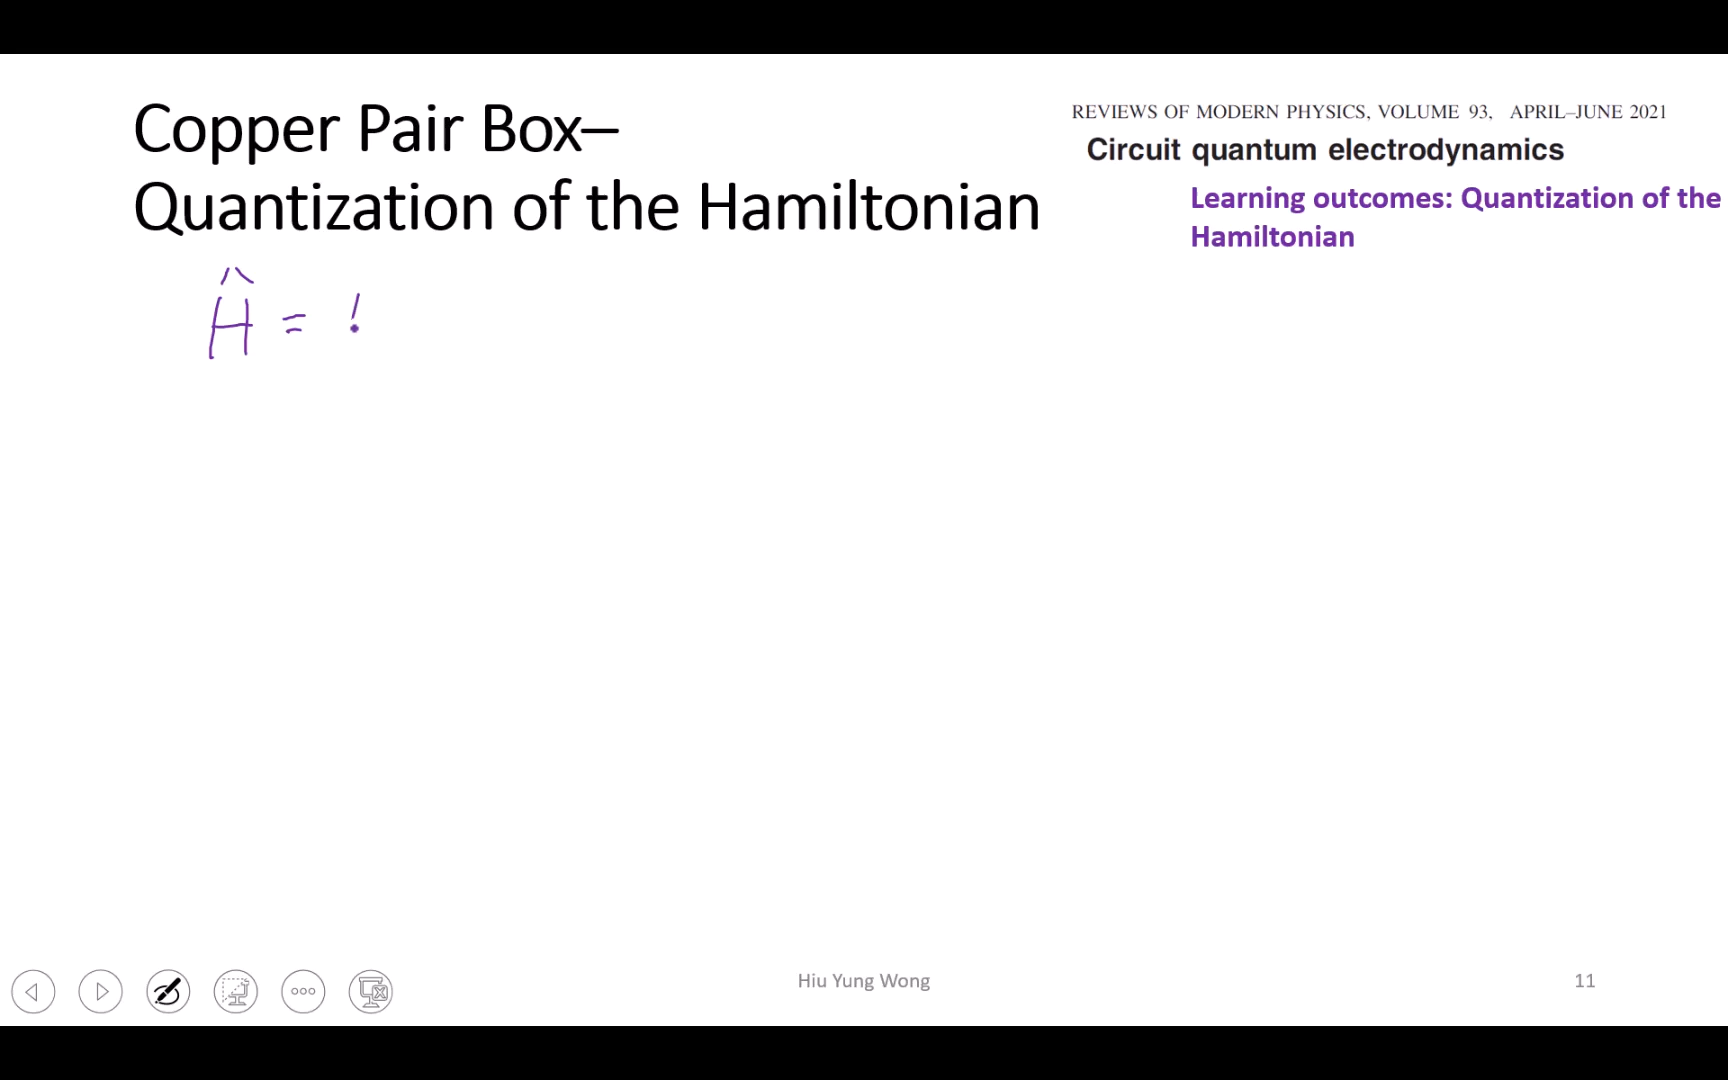 Copper Pair Box–
Quantization of the Hamiltonian
REVIEWS OF MODERN PHYSICS, VOLUME 93, APRIL–JUNE 2021
Circuit quantum electrodynamics
Learning outcomes: Quantization of the
Hamiltonian
Ĥ =
Hiu Yung Wong
11